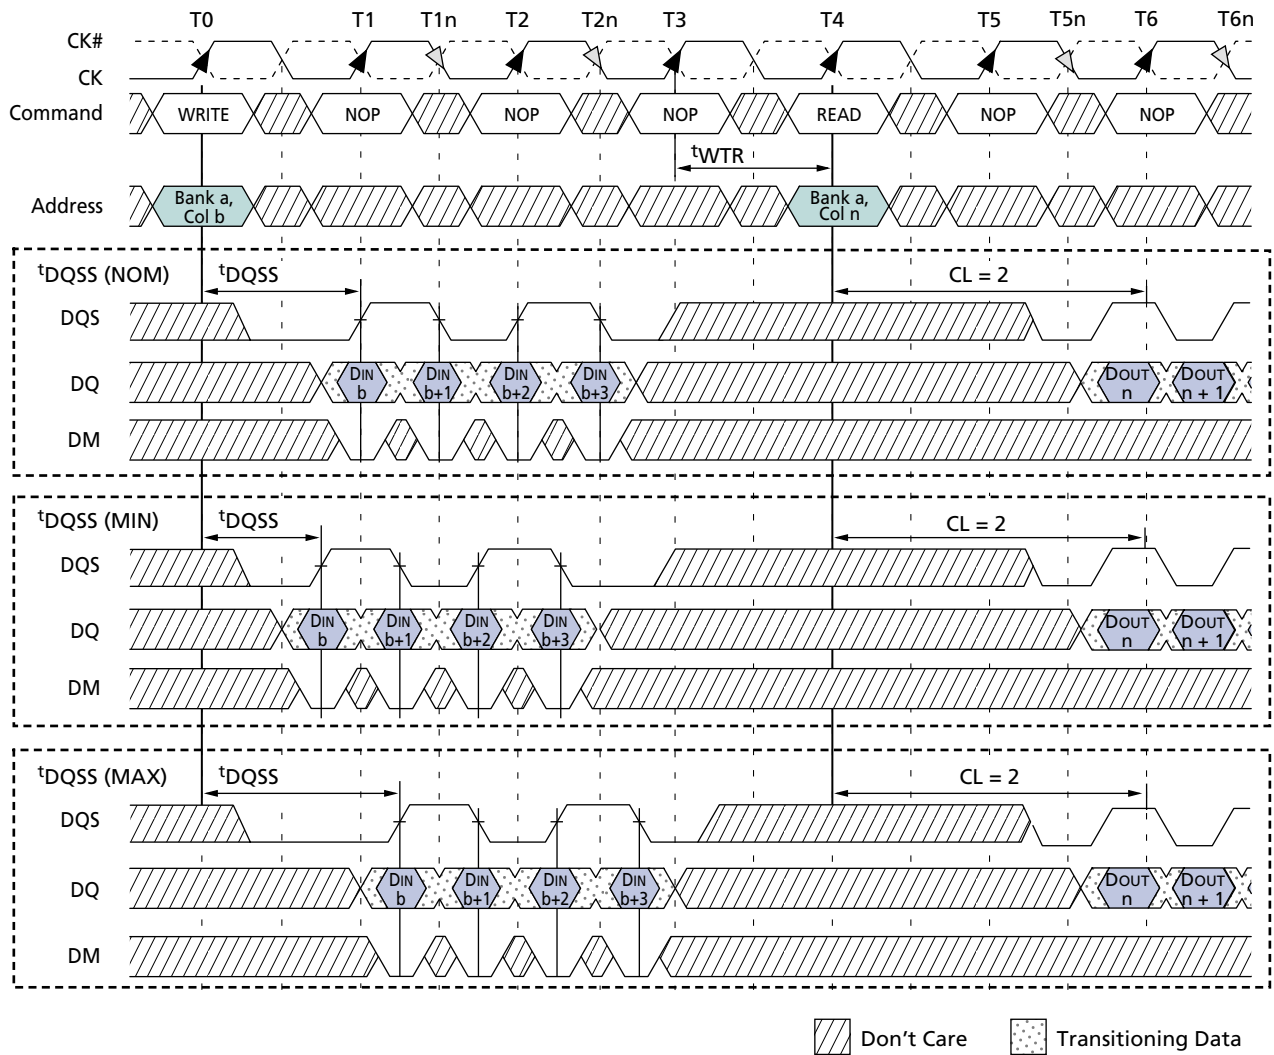 T0 T1 T1n T2 T2n T3 T4 T5 T5n T6 T6n
CK#
CK
Command WRITE NOP NOP NOP READ NOP NOP
tWTR
Address Bank a, Col b Bank a, Col n
tDQSS (NOM) tDQSS CL = 2
DQS
DQ DIN b DIN b+1 DIN b+2 DIN b+3 DOUT n DOUT n + 1
DM
tDQSS (MIN) tDQSS CL = 2
DQS
DQ DIN b DIN b+1 DIN b+2 DIN b+3 DOUT n DOUT n + 1
DM
tDQSS (MAX) tDQSS CL = 2
DQS
DQ DIN b DIN b+1 DIN b+2 DIN b+3 DOUT n DOUT n + 1
DM
Don't Care Transitioning Data